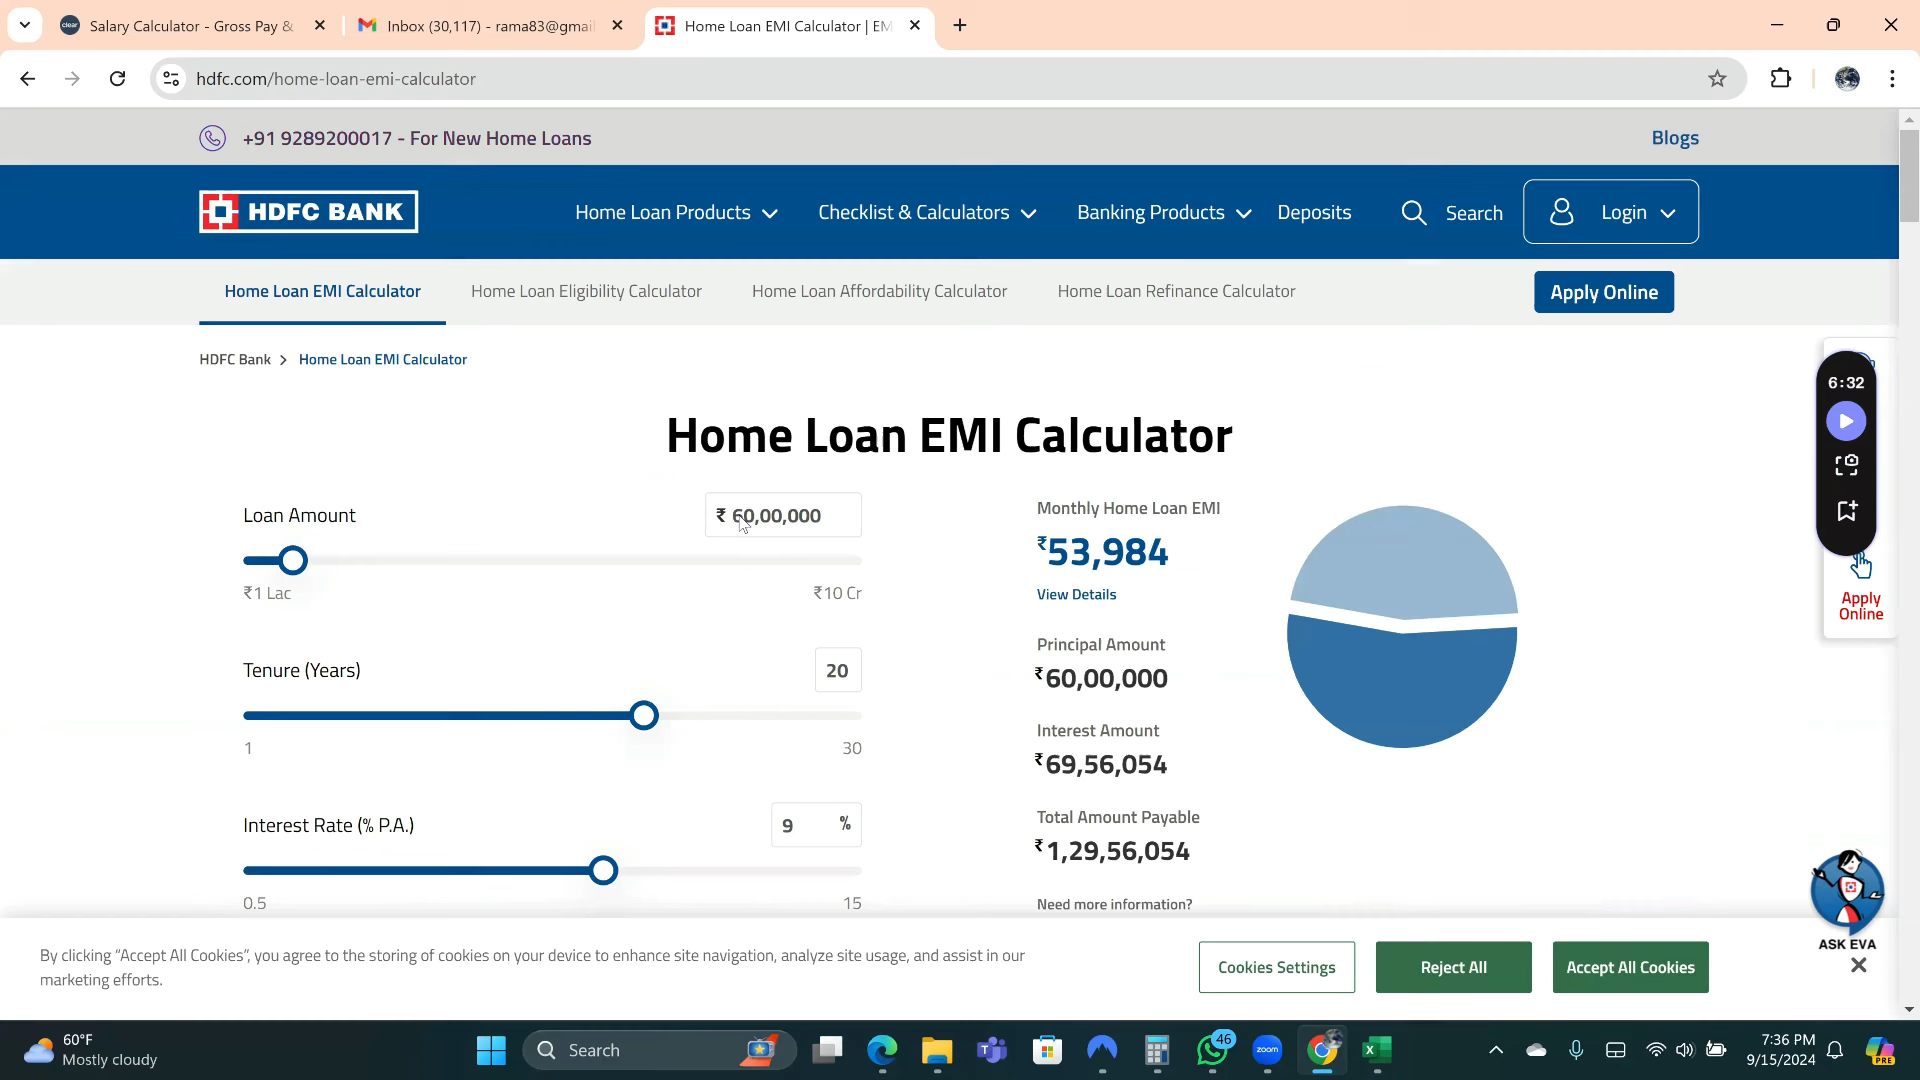 Salary Calculator - Gross Pay &
Inbox (30,117) - rama83@gmai
Home Loan EMI Calculator | EM
hdfc.com/home-loan-emi-calculator
+91 9289200017 - For New Home Loans
Blogs
HDFC BANK
Home Loan Products
Checklist & Calculators
Banking Products
Deposits
Search
Login
Home Loan EMI Calculator
Home Loan Eligibility Calculator
Home Loan Affordability Calculator
Home Loan Refinance Calculator
Apply Online
HDFC Bank
Home Loan EMI Calculator
6:32
Home Loan EMI Calculator
Loan Amount
₹ 60,00,000
₹1 Lac
₹10 Cr
Tenure (Years)
20
1
30
Interest Rate (% P.A.)
9 %
0.5
15
Monthly Home Loan EMI
₹53,984
View Details
Principal Amount
₹60,00,000
Interest Amount
₹69,56,054
Total Amount Payable
₹1,29,56,054
Need more information?
Apply
Online
ASK EVA
By clicking “Accept All Cookies”, you agree to the storing of cookies on your device to enhance site navigation, analyze site usage, and assist in our
marketing efforts.
Cookies Settings
Reject All
Accept All Cookies
60°F
Mostly cloudy
Search
46
zoom
7:36 PM
9/15/2024
PRE